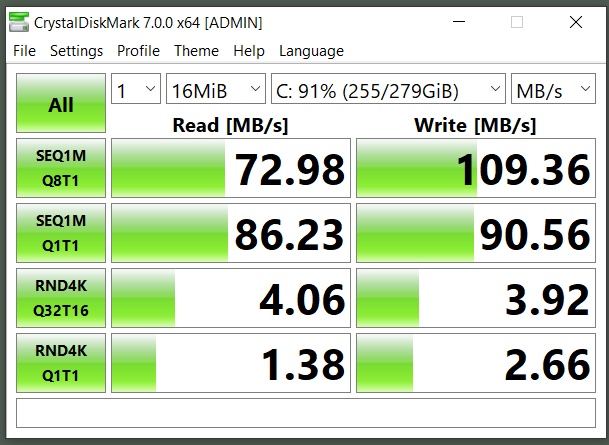 CrystalDiskMark 7.0.0 x64 [ADMIN]
File Settings Profile Theme Help Language
All 1 16MiB C: 91% (255/279GiB) MB/s
Read [MB/s] Write [MB/s]
SEQ1M
Q8T1
72.98 109.36
SEQ1M
Q1T1
86.23 90.56
RND4K
Q32T16
4.06 3.92
RND4K
Q1T1
1.38 2.66